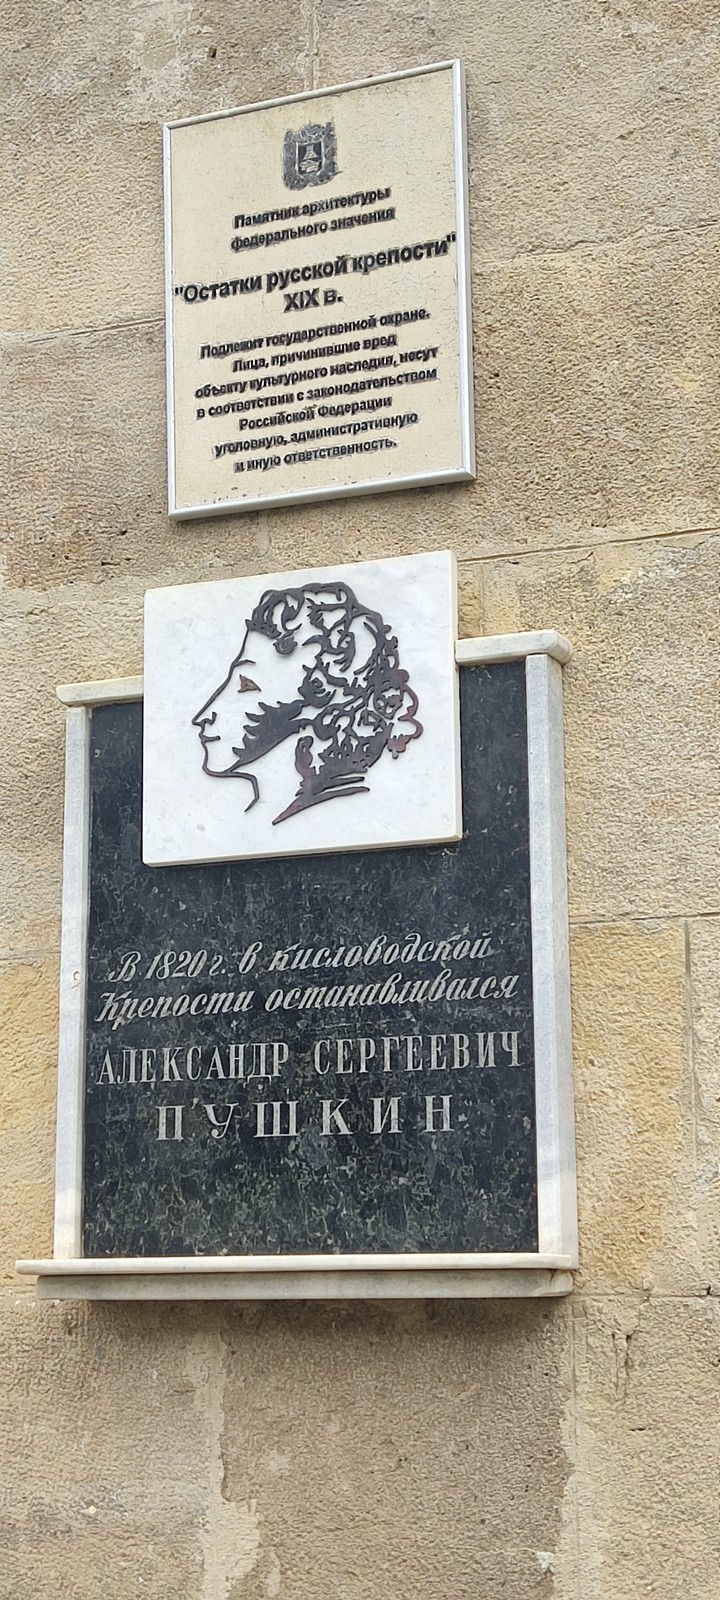 Памятник архитектуры
федерального значения
"Остатки русской крепости"
XIX в.
Подлежит государственной охране.
Лица, причинившие вред
объекту культурного наследия, несут
в соответствии с законодательством
Российской Федерации
уголовную, административную
и иную ответственность.
В 1820 г. в кисловодской
Крепости останавливался
АЛЕКСАНДР СЕРГЕЕВИЧ
ПУШКИН